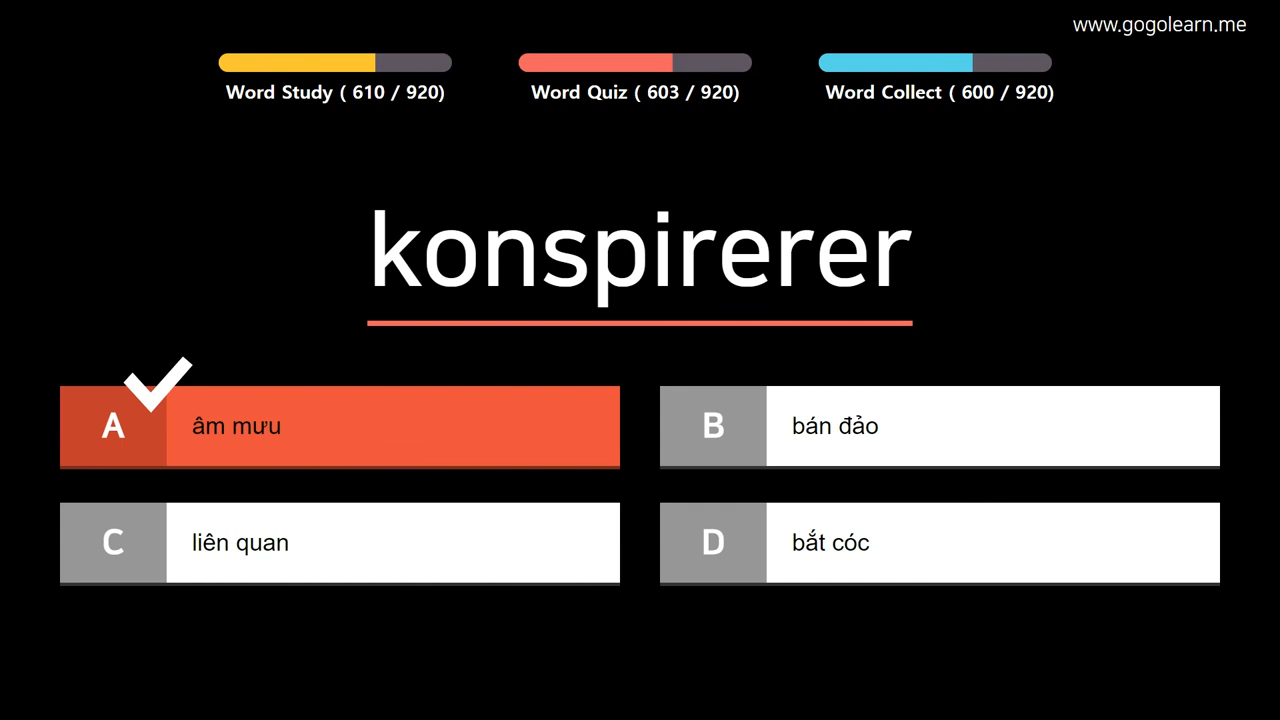 www.gogolearn.me
Word Study ( 610 / 920)
Word Quiz ( 603 / 920)
Word Collect ( 600 / 920)
konspirerer
A
âm mưu
B
bán đảo
C
liên quan
D
bắt cóc